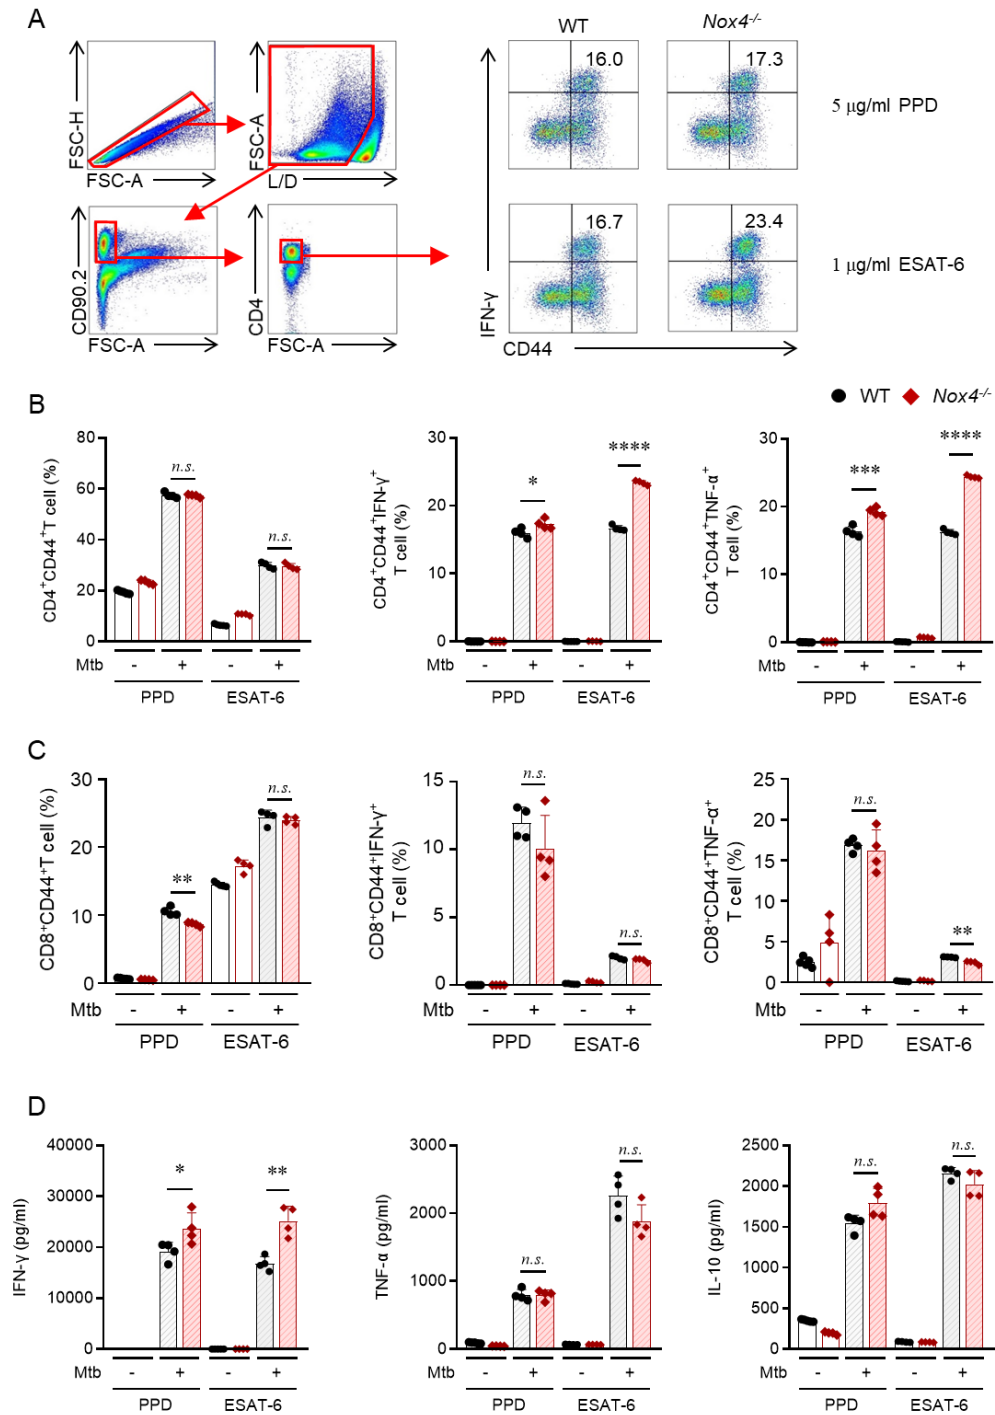 A
WT
Nox4-/-
FSC-H
FSC-A
FSC-A
L/D
16.0
17.3
5 μg/ml PPD
CD90.2
FSC-A
CD4
FSC-A
16.7
23.4
1 μg/ml ESAT-6
IFN-γ
CD44
B
WT
Nox4-/-
CD4+CD44+T cell (%)
80
60
40
20
0
n.s.
n.s.
Mtb
-
+
-
+
PPD
ESAT-6
CD4+CD44+IFN-γ+
T cell (%)
30
20
10
0
*
****
-
+
-
+
PPD
ESAT-6
CD4+CD44+TNF-α+
T cell (%)
30
20
10
0
***
****
-
+
-
+
PPD
ESAT-6
C
CD8+CD44+T cell (%)
30
20
10
0
**
n.s.
Mtb
-
+
-
+
PPD
ESAT-6
CD8+CD44+IFN-γ+
T cell (%)
15
10
5
0
n.s.
n.s.
Mtb
-
+
-
+
PPD
ESAT-6
CD8+CD44+TNF-α+
T cell (%)
25
20
15
10
5
0
n.s.
**
Mtb
-
+
-
+
PPD
ESAT-6
D
IFN-γ (pg/ml)
40000
30000
20000
10000
0
*
**
Mtb
-
+
-
+
PPD
ESAT-6
TNF-α (pg/ml)
3000
2000
1000
0
n.s.
n.s.
Mtb
-
+
-
+
PPD
ESAT-6
IL-10 (pg/ml)
2500
2000
1500
1000
500
0
n.s.
n.s.
Mtb
-
+
-
+
PPD
ESAT-6